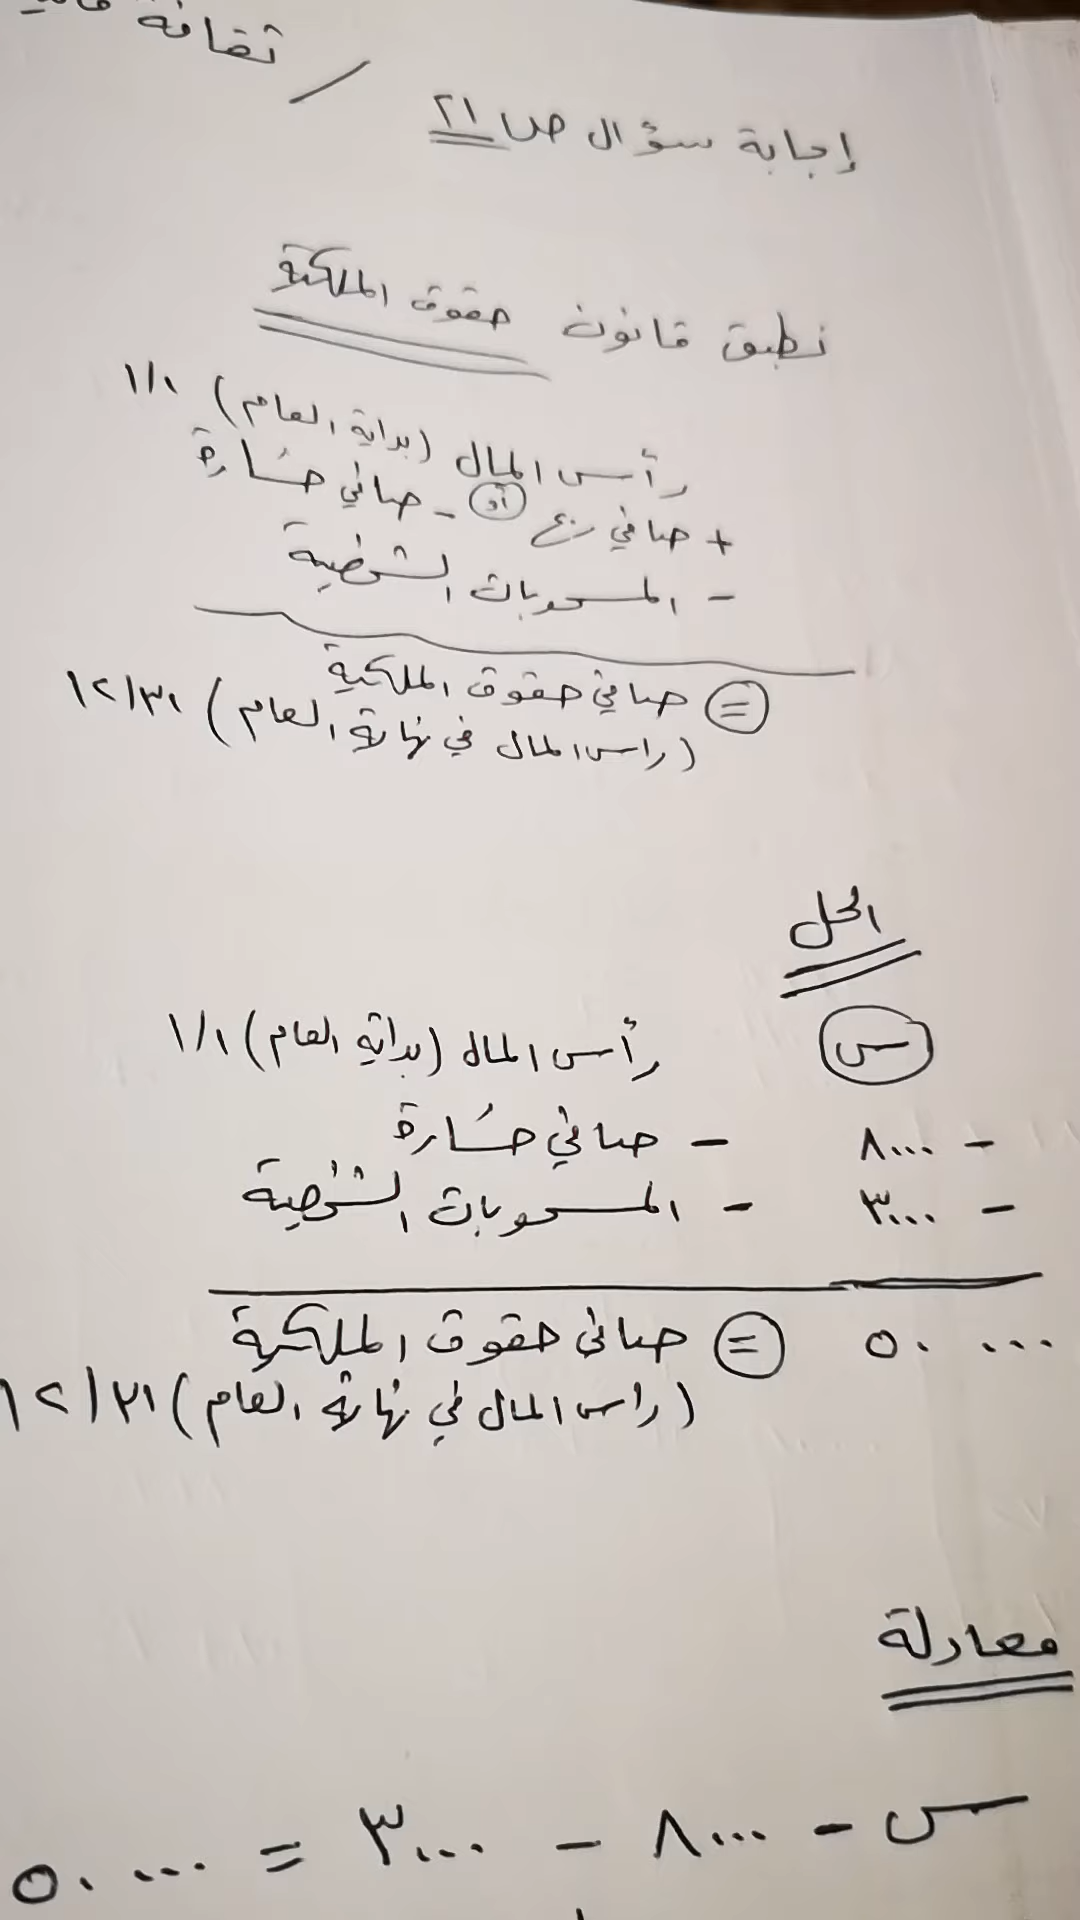 ثقافة
إجابة سؤال ص ٢١
نطبق قانون حقوق الملكية
رأس المال (بداية العام) ١/١
+ صافي ربح أو - صافي خسارة
- المسحوبات الشخصية
= صافي حقوق الملكية
(راس المال في نهاية العام) ١٢/٣١
الحل
س رأس المال (بداية العام) ١/١
- ٨٠٠٠ - صافي خسارة
- ٣٠٠٠ - المسحوبات الشخصية
٥٠٠٠٠ = صافي حقوق الملكية
(راس المال في نهاية العام) ١٢/٣١
معادلة
س - ٨٠٠٠ - ٣٠٠٠ = ٥٠٠٠٠